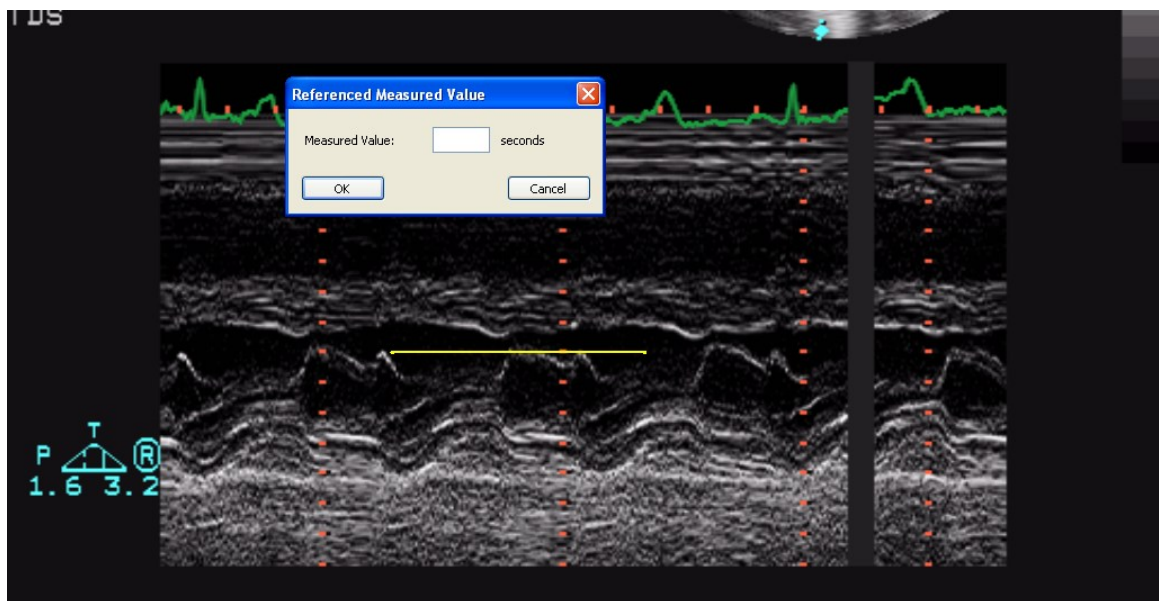 TDS
Referenced Measured Value
Measured Value: seconds
OK Cancel
T
P R
1.6 3.2